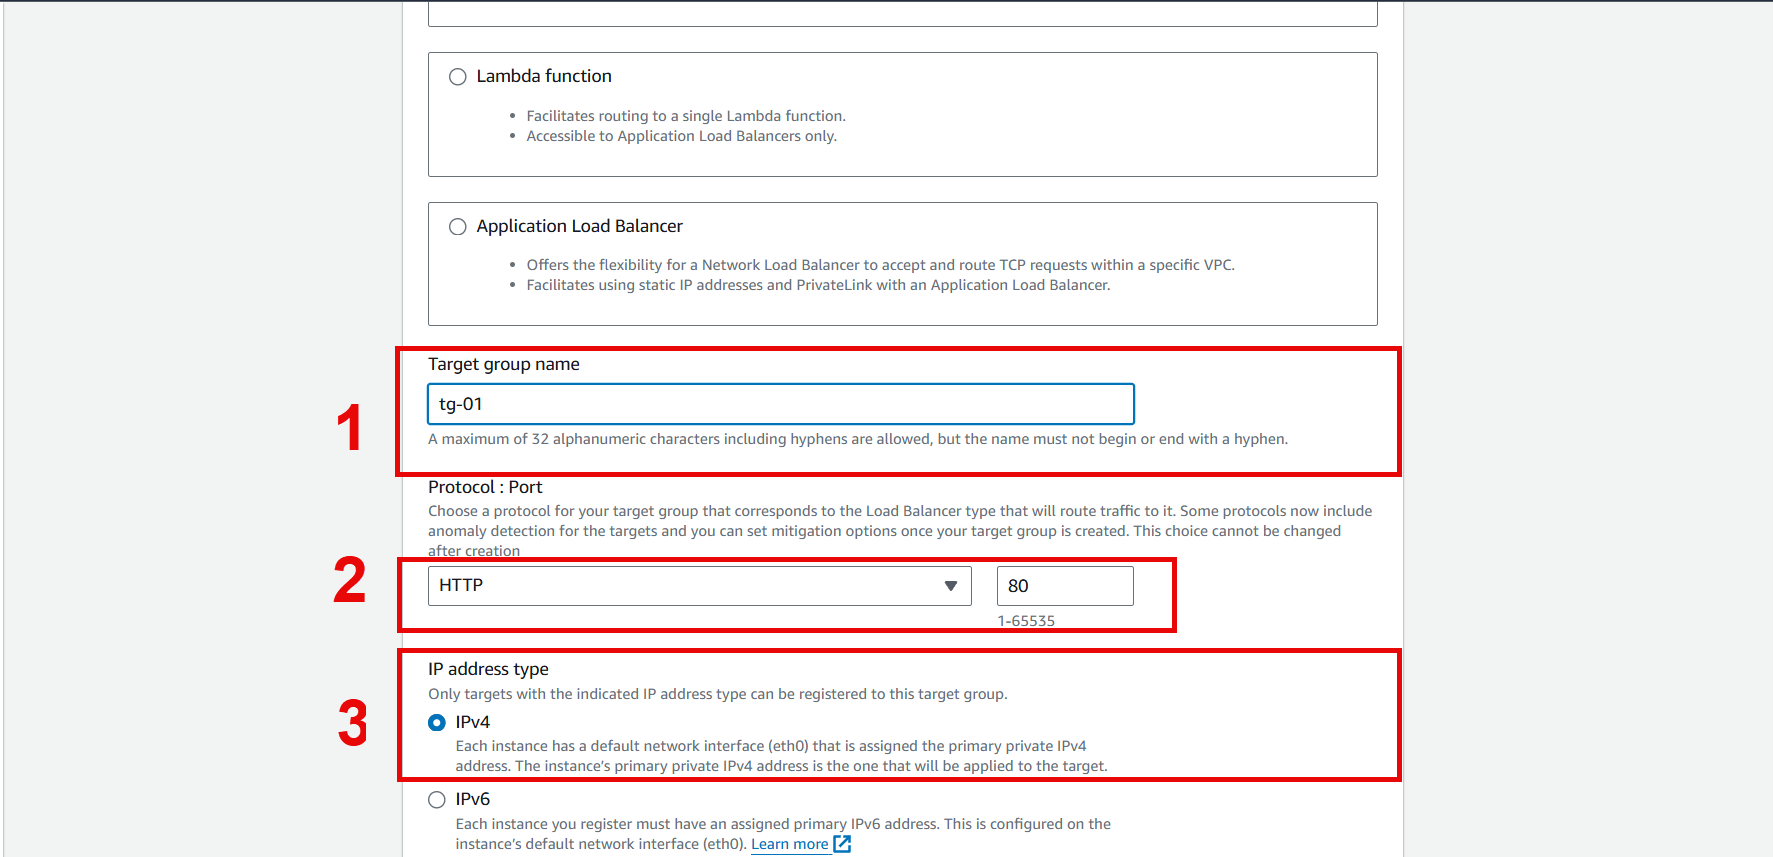 Lambda function
• Facilitates routing to a single Lambda function.
• Accessible to Application Load Balancers only.
Application Load Balancer
• Offers the flexibility for a Network Load Balancer to accept and route TCP requests within a specific VPC.
• Facilitates using static IP addresses and PrivateLink with an Application Load Balancer.
1
Target group name
tg-01
A maximum of 32 alphanumeric characters including hyphens are allowed, but the name must not begin or end with a hyphen.
Protocol : Port
Choose a protocol for your target group that corresponds to the Load Balancer type that will route traffic to it. Some protocols now include
anomaly detection for the targets and you can set mitigation options once your target group is created. This choice cannot be changed
after creation
2
HTTP 80
1-65535
3
IP address type
Only targets with the indicated IP address type can be registered to this target group.
IPv4
Each instance has a default network interface (eth0) that is assigned the primary private IPv4
address. The instance’s primary private IPv4 address is the one that will be applied to the target.
IPv6
Each instance you register must have an assigned primary IPv6 address. This is configured on the
instance’s default network interface (eth0). Learn more